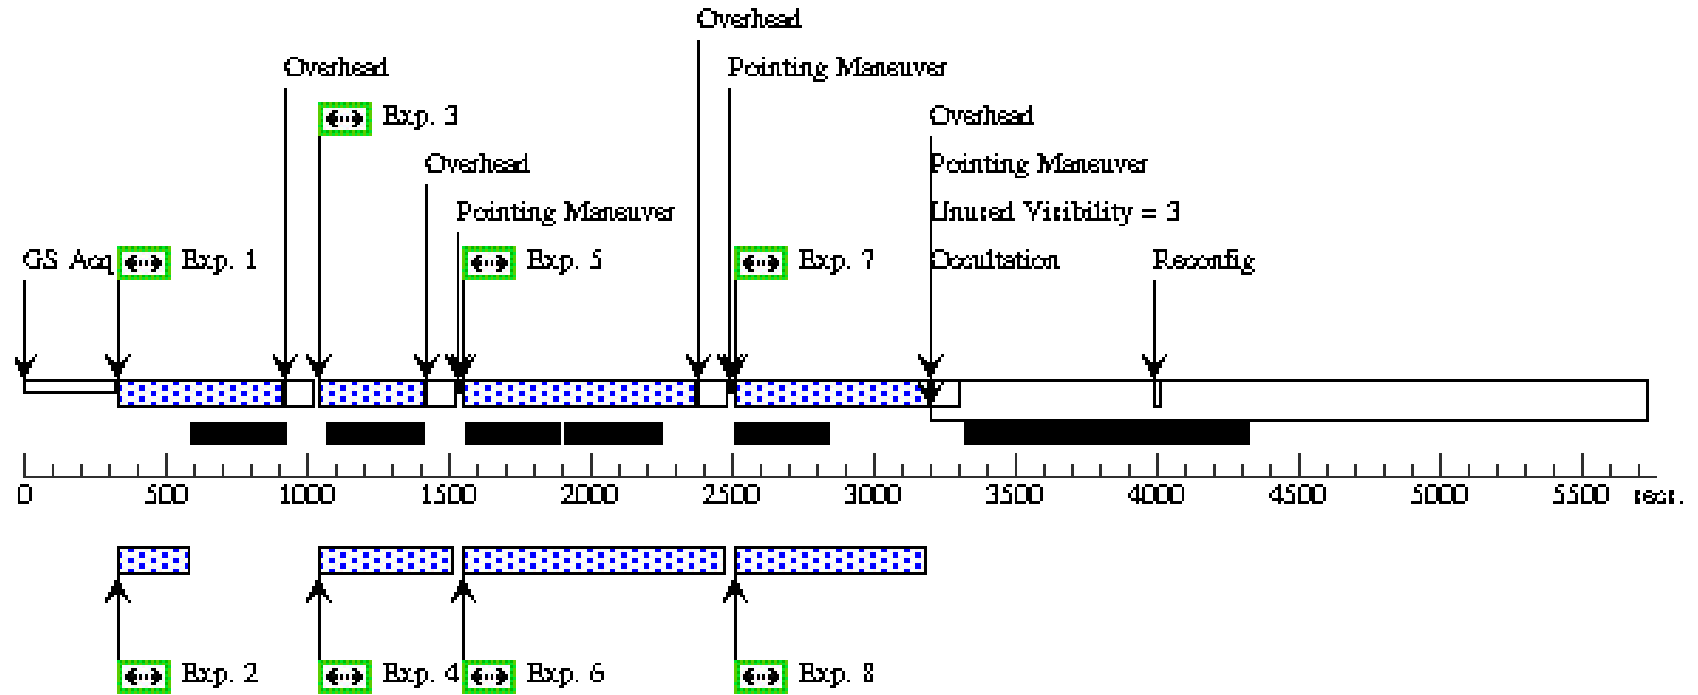 Overhead
Overhead
Pointing Maneuver
Exp. 3
Overhead
Overhead
Pointing Maneuver
Pointing Maneuver
Unused Visibility = 3
GS Acq
Exp. 1
Exp. 5
Exp. 7
Occultation
Reconfig
0 500 1000 1500 2000 2500 3000 3500 4000 4500 5000 5500 secs.
Exp. 2
Exp. 4
Exp. 6
Exp. 8